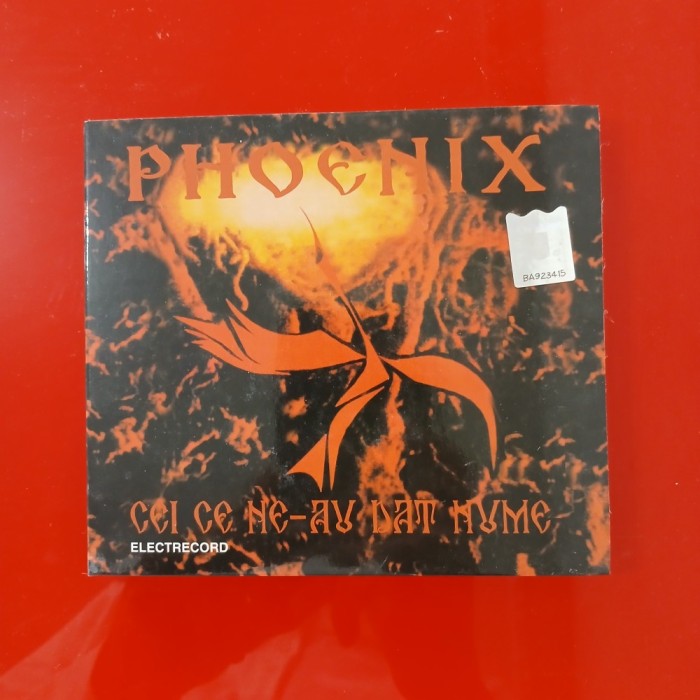 PHOENIX
BA923415
CEI CE NE-AU DAT NUME
ELECTRECORD